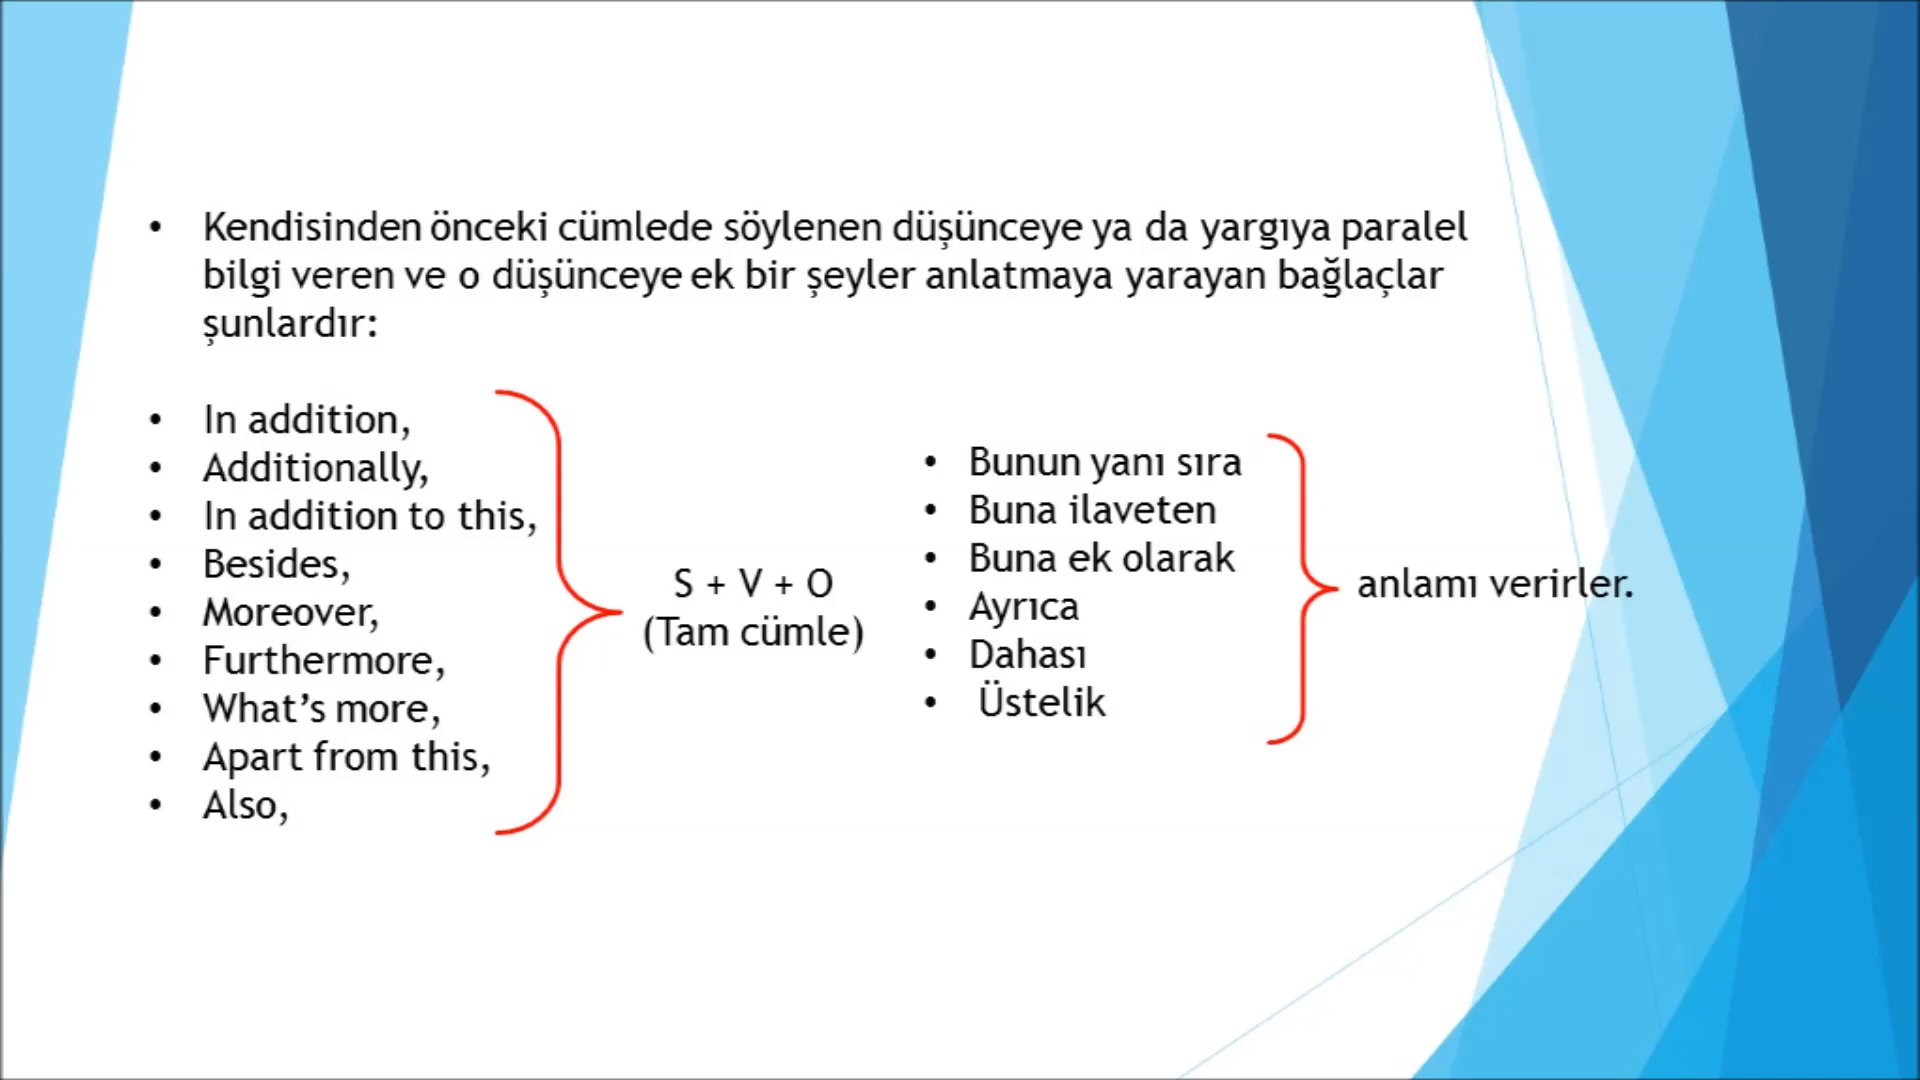 • Kendisinden önceki cümlede söylenen düşünceye ya da yargıya paralel
bilgi veren ve o düşünceye ek bir şeyler anlatmaya yarayan bağlaçlar
şunlardır:
• In addition,
• Additionally,
• In addition to this,
• Besides,
• Moreover,
• Furthermore,
• What’s more,
• Apart from this,
• Also,
S + V + O
(Tam cümle)
• Bunun yanı sıra
• Buna ilaveten
• Buna ek olarak
• Ayrıca
• Dahası
• Üstelik
anlamı verirler.